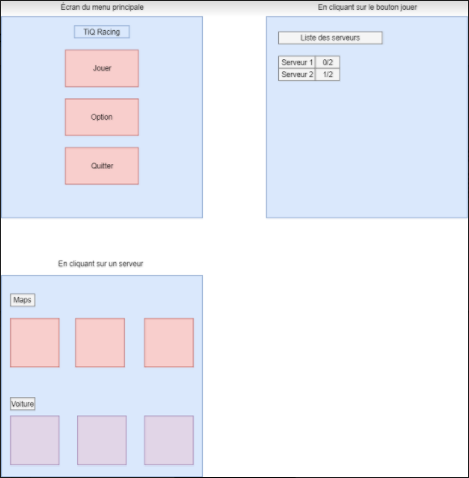 Écran du menu principale
TiQ Racing
Jouer
Option
Quitter
En cliquant sur le bouton jouer
Liste des serveurs
Serveur 1 0/2
Serveur 2 1/2
En cliquant sur un serveur
Maps
Voiture